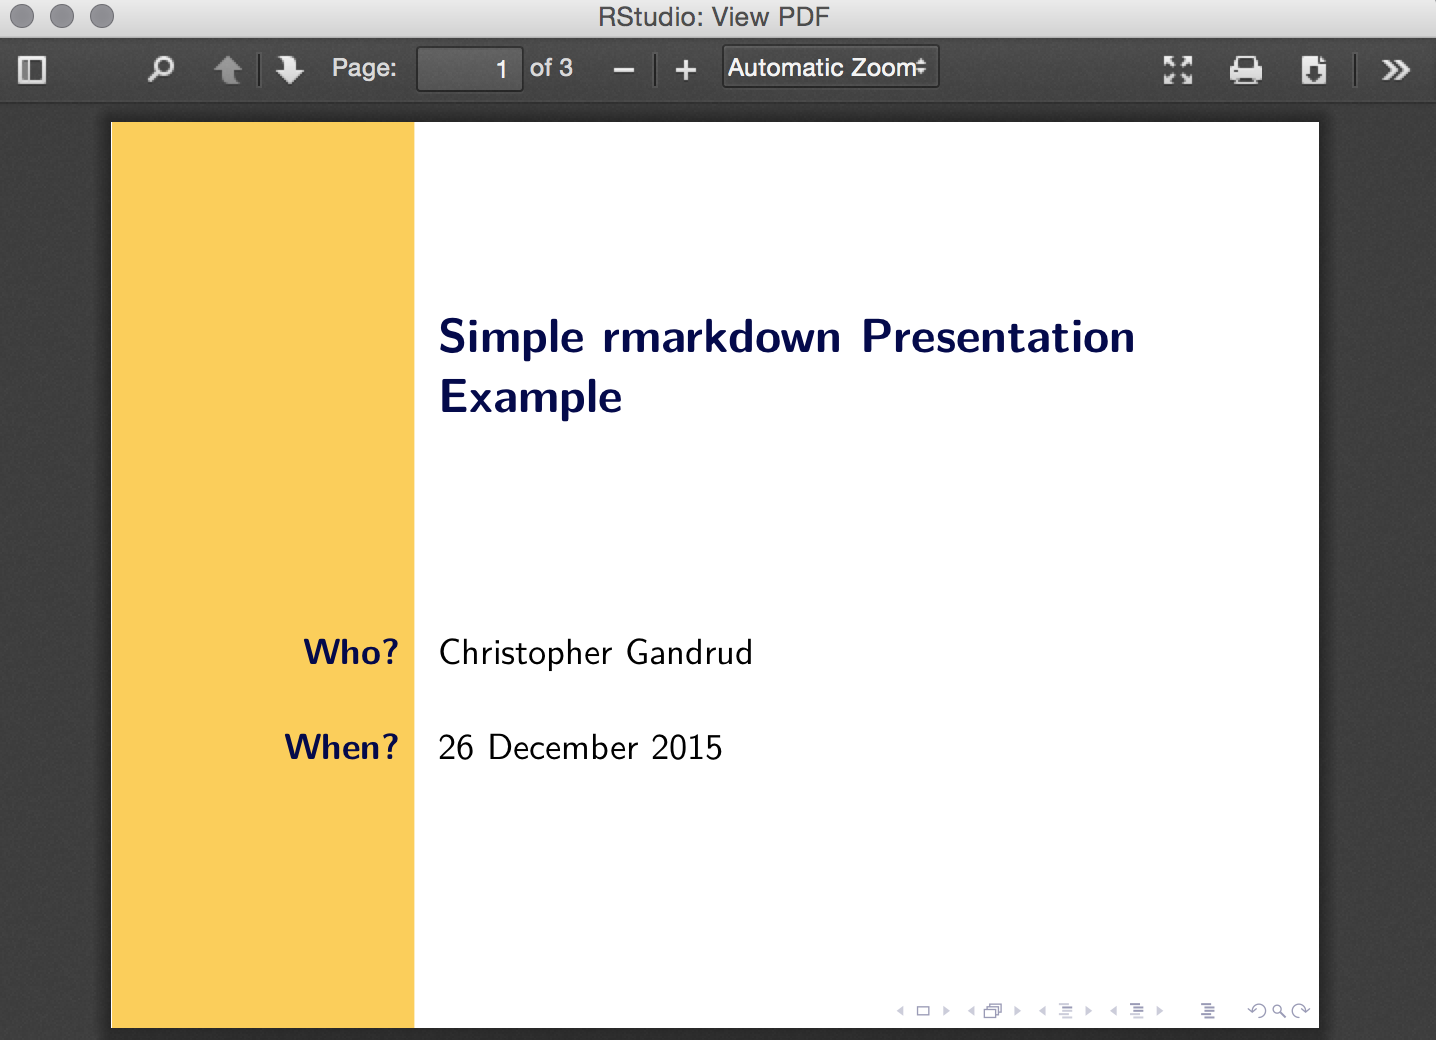 RStudio: View PDF
Page: 1 of 3 Automatic Zoom
Simple rmarkdown Presentation
Example
Who? Christopher Gandrud
When? 26 December 2015